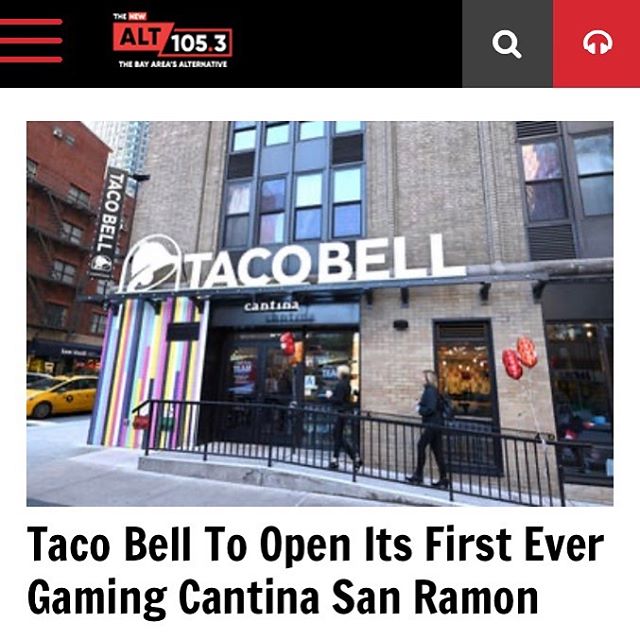 THE NEW
ALT 105.3
THE BAY AREA'S ALTERNATIVE
TACO BELL
TACO BELL
cantina
Taco Bell To Open Its First Ever
Gaming Cantina San Ramon